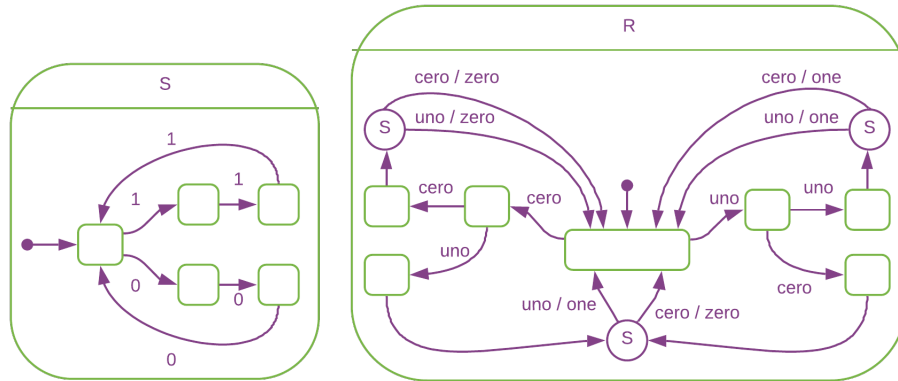 S
1
1
1
0
0
0
R
cero / zero
cero / one
uno / zero
uno / one
S
S
cero
cero
uno
uno
uno
cero
uno / one
cero / zero
S